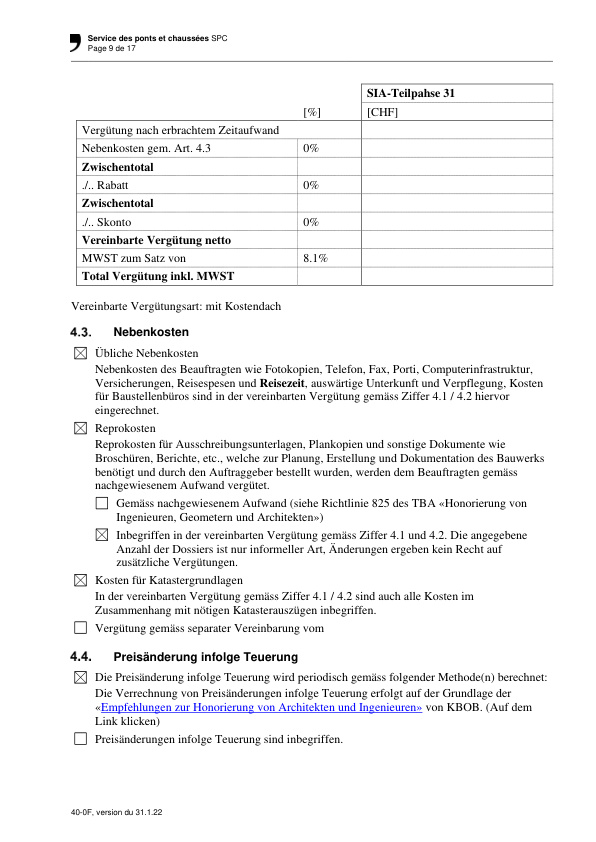 Service des ponts et chaussées SPC
Page 9 de 17
SIA-Teilpahse 31
[%] [CHF]
Vergütung nach erbrachtem Zeitaufwand
Nebenkosten gem. Art. 4.3 0%
Zwischentotal
./.. Rabatt 0%
Zwischentotal
./.. Skonto 0%
Vereinbarte Vergütung netto
MWST zum Satz von 8.1%
Total Vergütung inkl. MWST
Vereinbarte Vergütungsart: mit Kostendach
4.3. Nebenkosten
☒ Übliche Nebenkosten
Nebenkosten des Beauftragten wie Fotokopien, Telefon, Fax, Porti, Computerinfrastruktur,
Versicherungen, Reisespesen und Reisezeit, auswärtige Unterkunft und Verpflegung, Kosten
für Baustellenbüros sind in der vereinbarten Vergütung gemäss Ziffer 4.1 / 4.2 hiervor
eingerechnet.
☒ Reprokosten
Reprokosten für Ausschreibungsunterlagen, Plankopien und sonstige Dokumente wie
Broschüren, Berichte, etc., welche zur Planung, Erstellung und Dokumentation des Bauwerks
benötigt und durch den Auftraggeber bestellt wurden, werden dem Beauftragten gemäss
nachgewiesenem Aufwand vergütet.
☐ Gemäss nachgewiesenem Aufwand (siehe Richtlinie 825 des TBA «Honorierung von
Ingenieuren, Geometern und Architekten»)
☒ Inbegriffen in der vereinbarten Vergütung gemäss Ziffer 4.1 und 4.2. Die angegebene
Anzahl der Dossiers ist nur informeller Art, Änderungen ergeben kein Recht auf
zusätzliche Vergütungen.
☒ Kosten für Katastergrundlagen
In der vereinbarten Vergütung gemäss Ziffer 4.1 / 4.2 sind auch alle Kosten im
Zusammenhang mit nötigen Katasterauszügen inbegriffen.
☐ Vergütung gemäss separater Vereinbarung vom
4.4. Preisänderung infolge Teuerung
☒ Die Preisänderung infolge Teuerung wird periodisch gemäss folgender Methode(n) berechnet:
Die Verrechnung von Preisänderungen infolge Teuerung erfolgt auf der Grundlage der
«Empfehlungen zur Honorierung von Architekten und Ingenieuren» von KBOB. (Auf dem
Link klicken)
☐ Preisänderungen infolge Teuerung sind inbegriffen.
40-0F, version du 31.1.22